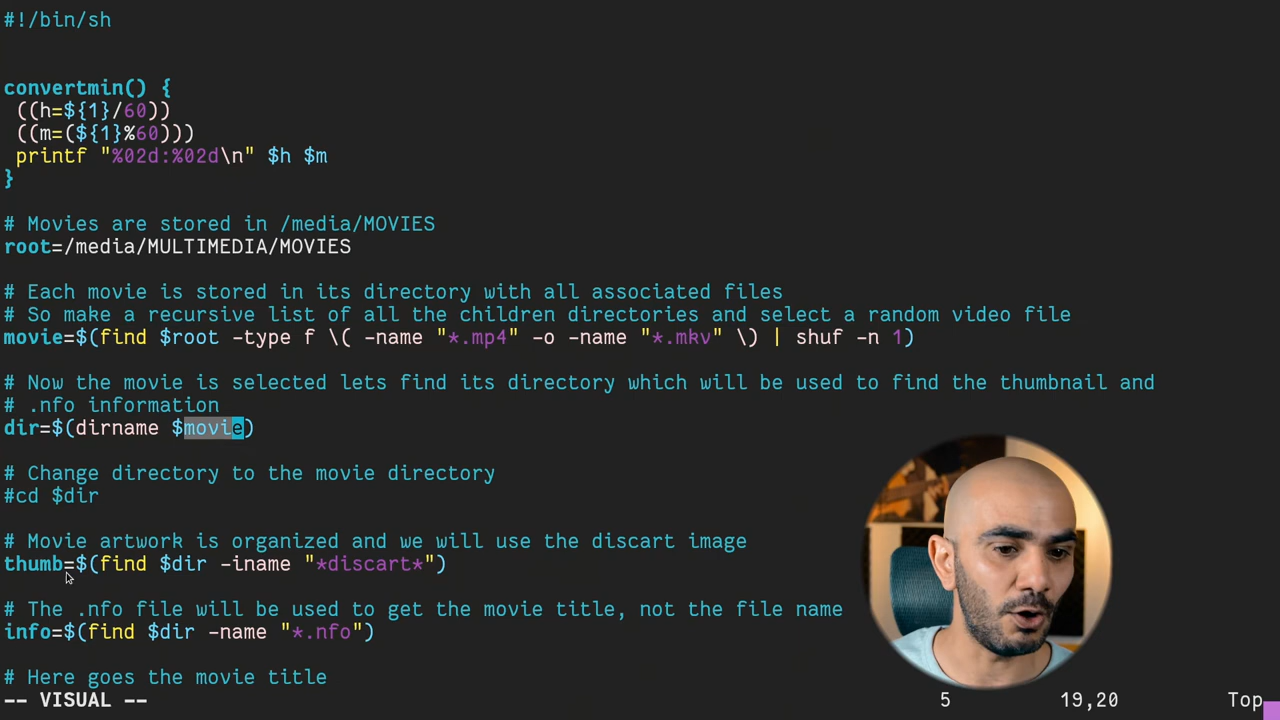 #!/bin/sh
convertmin() {
((h=${1}/60))
((m=(${1}%60)))
printf "%02d:%02d\n" $h $m
}
# Movies are stored in /media/MOVIES
root=/media/MULTIMEDIA/MOVIES
# Each movie is stored in its directory with all associated files
# So make a recursive list of all the children directories and select a random video file
movie=$(find $root -type f \( -name "*.mp4" -o -name "*.mkv" \) | shuf -n 1)
# Now the movie is selected lets find its directory which will be used to find the thumbnail and
# .nfo information
dir=$(dirname $movie)
# Change directory to the movie directory
#cd $dir
# Movie artwork is organized and we will use the discart image
thumb=$(find $dir -iname "*discart*")
# The .nfo file will be used to get the movie title, not the file name
info=$(find $dir -name "*.nfo")
# Here goes the movie title
-- VISUAL -- 5 19,20 Top